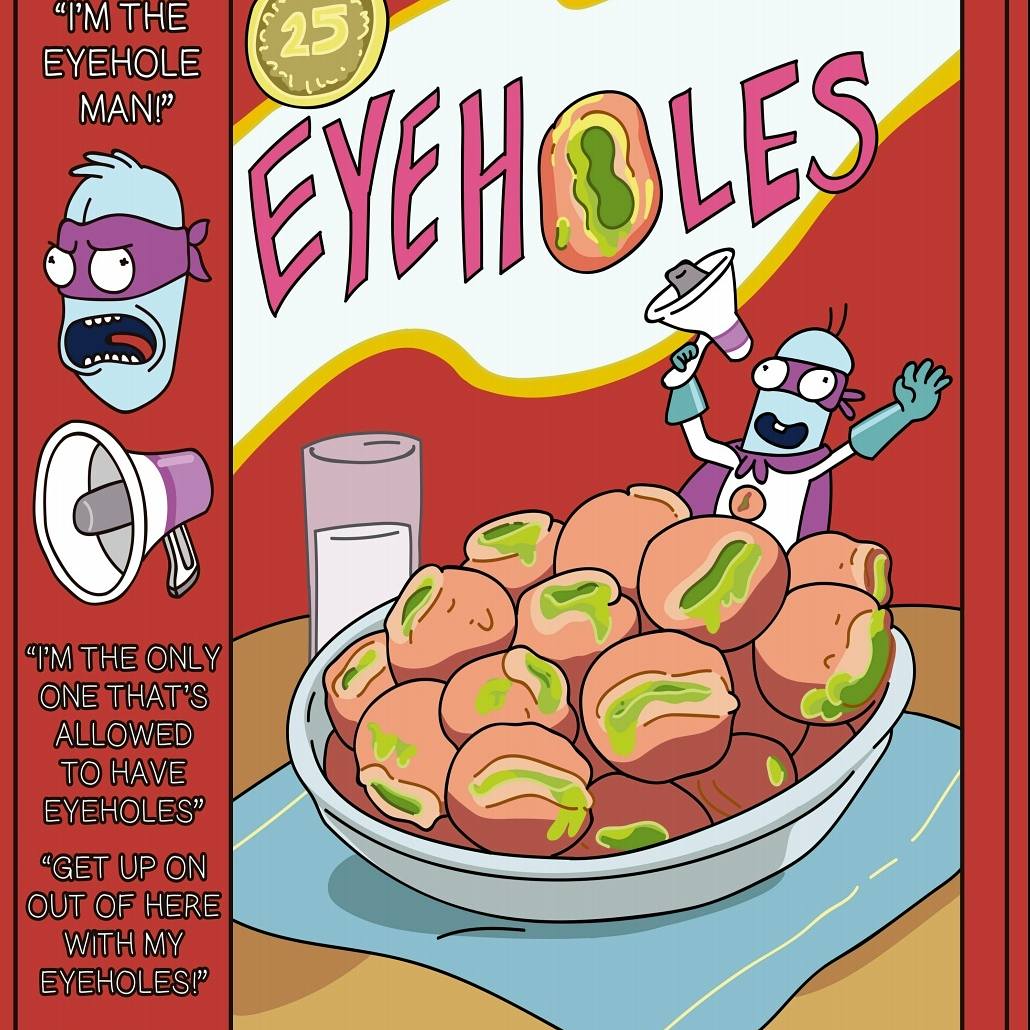 “I’M THE
EYEHOLE
MAN!”
“I’M THE ONLY
ONE THAT’S
ALLOWED
TO HAVE
EYEHOLES”
“GET UP ON
OUT OF HERE
WITH MY
EYEHOLES!”
25
EYEHOLES